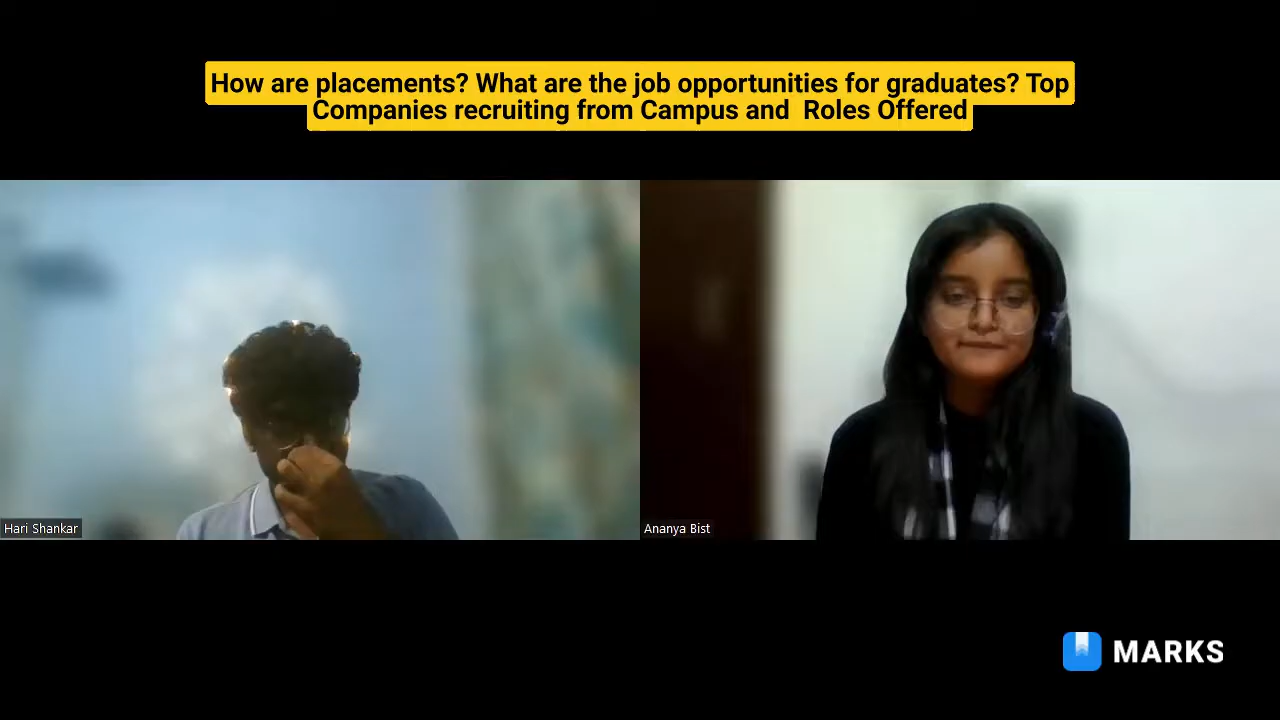 How are placements? What are the job opportunities for graduates? Top
Companies recruiting from Campus and  Roles Offered
Hari Shankar
Ananya Bist
MARKS